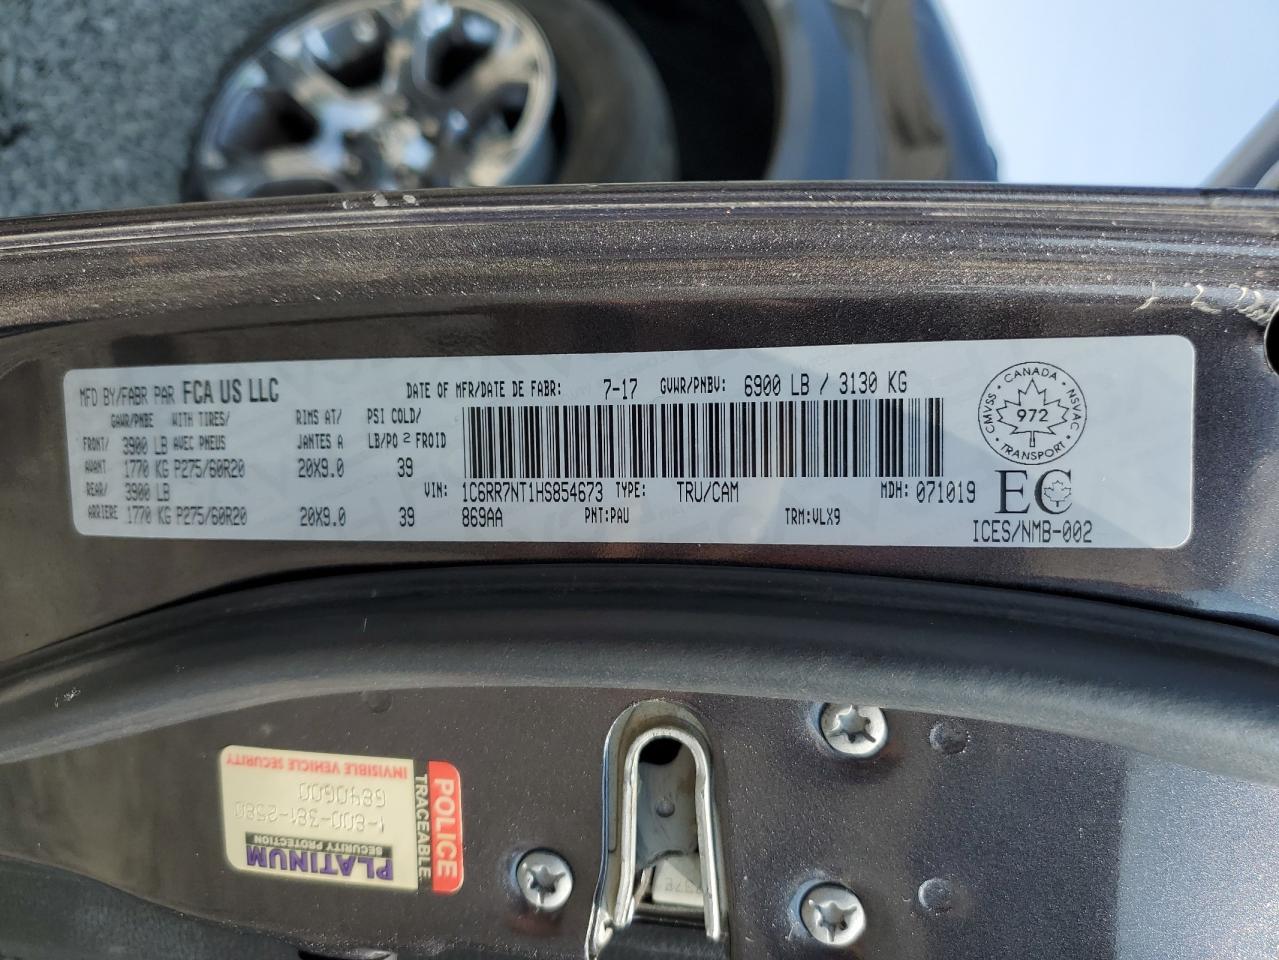 MFD BY/FABR PAR FCA US LLC DATE OF MFR/DATE DE FABR: 7-17 GVWR/PNBV: 6900 LB / 3130 KG
GAWR/PNBE WITH TIRES/ RIMS AT/ PSI COLD/
FRONT/ 3900 LB AVEC PNEUS JANTES A LB/PO 2 FROID
AVANT 1770 KG P275/60R20 20X9.0 39
REAR/ 3900 LB VIN: 1C6RR7NT1HS854673 TYPE: TRU/CAM MDH: 071019
ARRIERE 1770 KG P275/60R20 20X9.0 39 869AA PNT:PAU TRM:VLX9
CANADA
CMVSS 972 NSVAC
TRANSPORT
EC
ICES/NMB-002
POLICE
TRACEABLE
PLATINUM
SECURITY PROTECTION
1-800-381-2580
6840600
INVISIBLE VEHICLE SECURITY